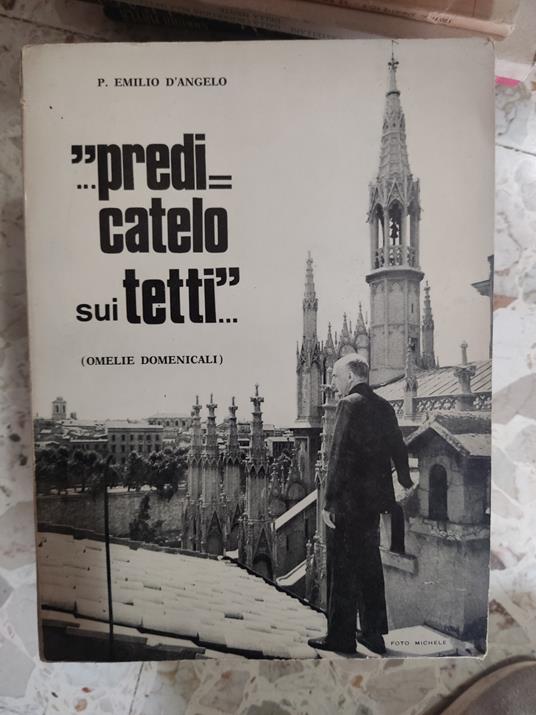 P. EMILIO D'ANGELO
...”predi=
catelo
sui tetti”...
(OMELIE DOMENICALI)
FOTO MICHELE